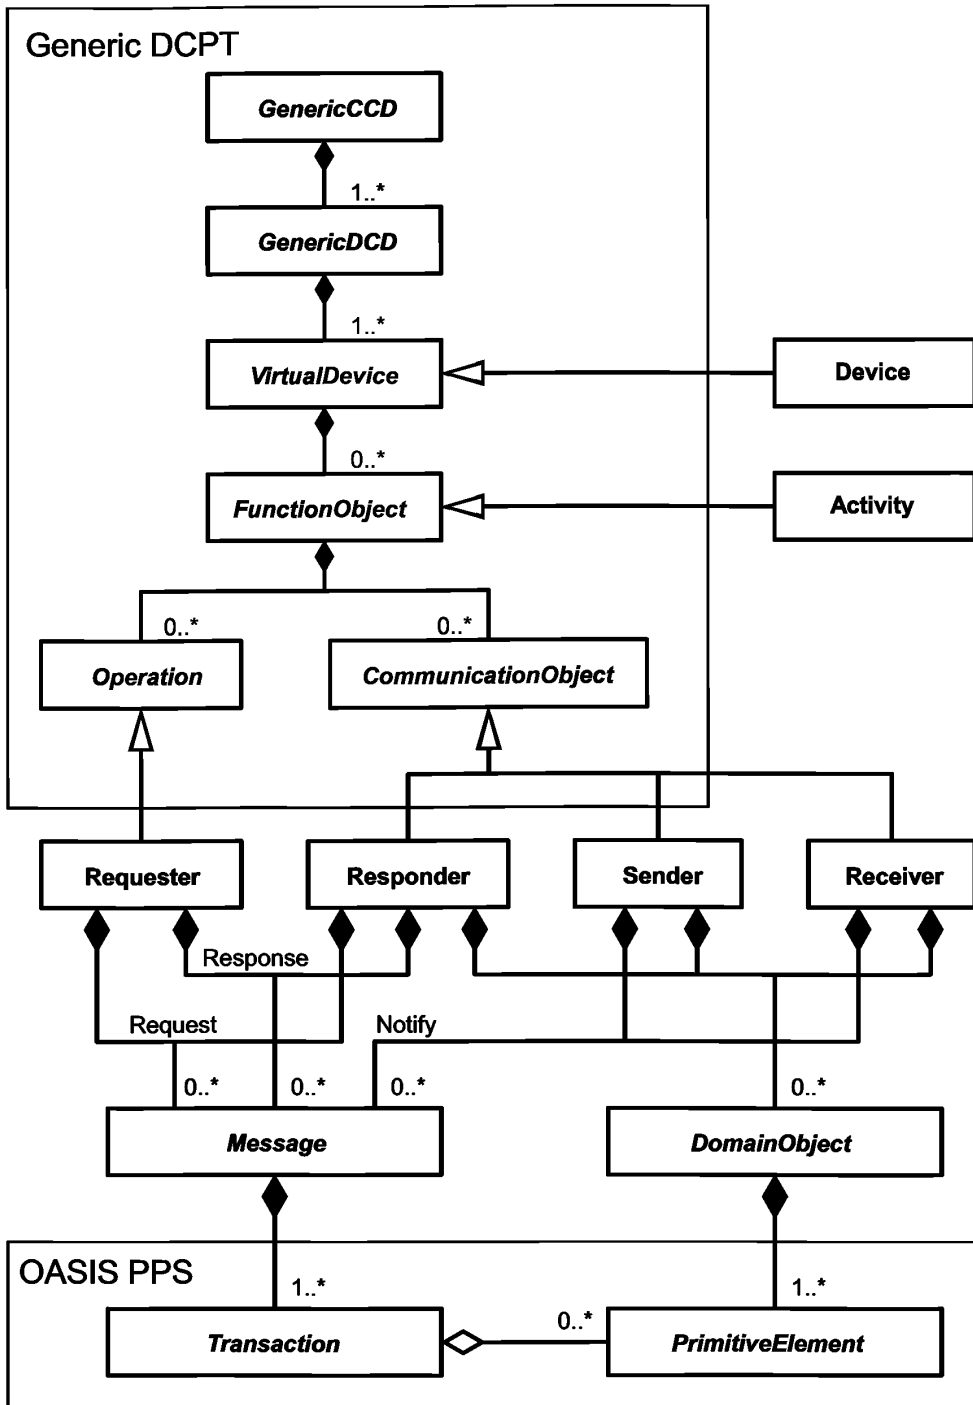 Generic DCPT
GenericCCD
1..*
GenericDCD
1..*
VirtualDevice
Device
0..*
FunctionObject
Activity
0..*
0..*
Operation
CommunicationObject
Requester
Responder
Sender
Receiver
Response
Request
Notify
0..*
0..*
0..*
0..*
Message
DomainObject
OASIS PPS
1..*
1..*
Transaction
0..*
PrimitiveElement